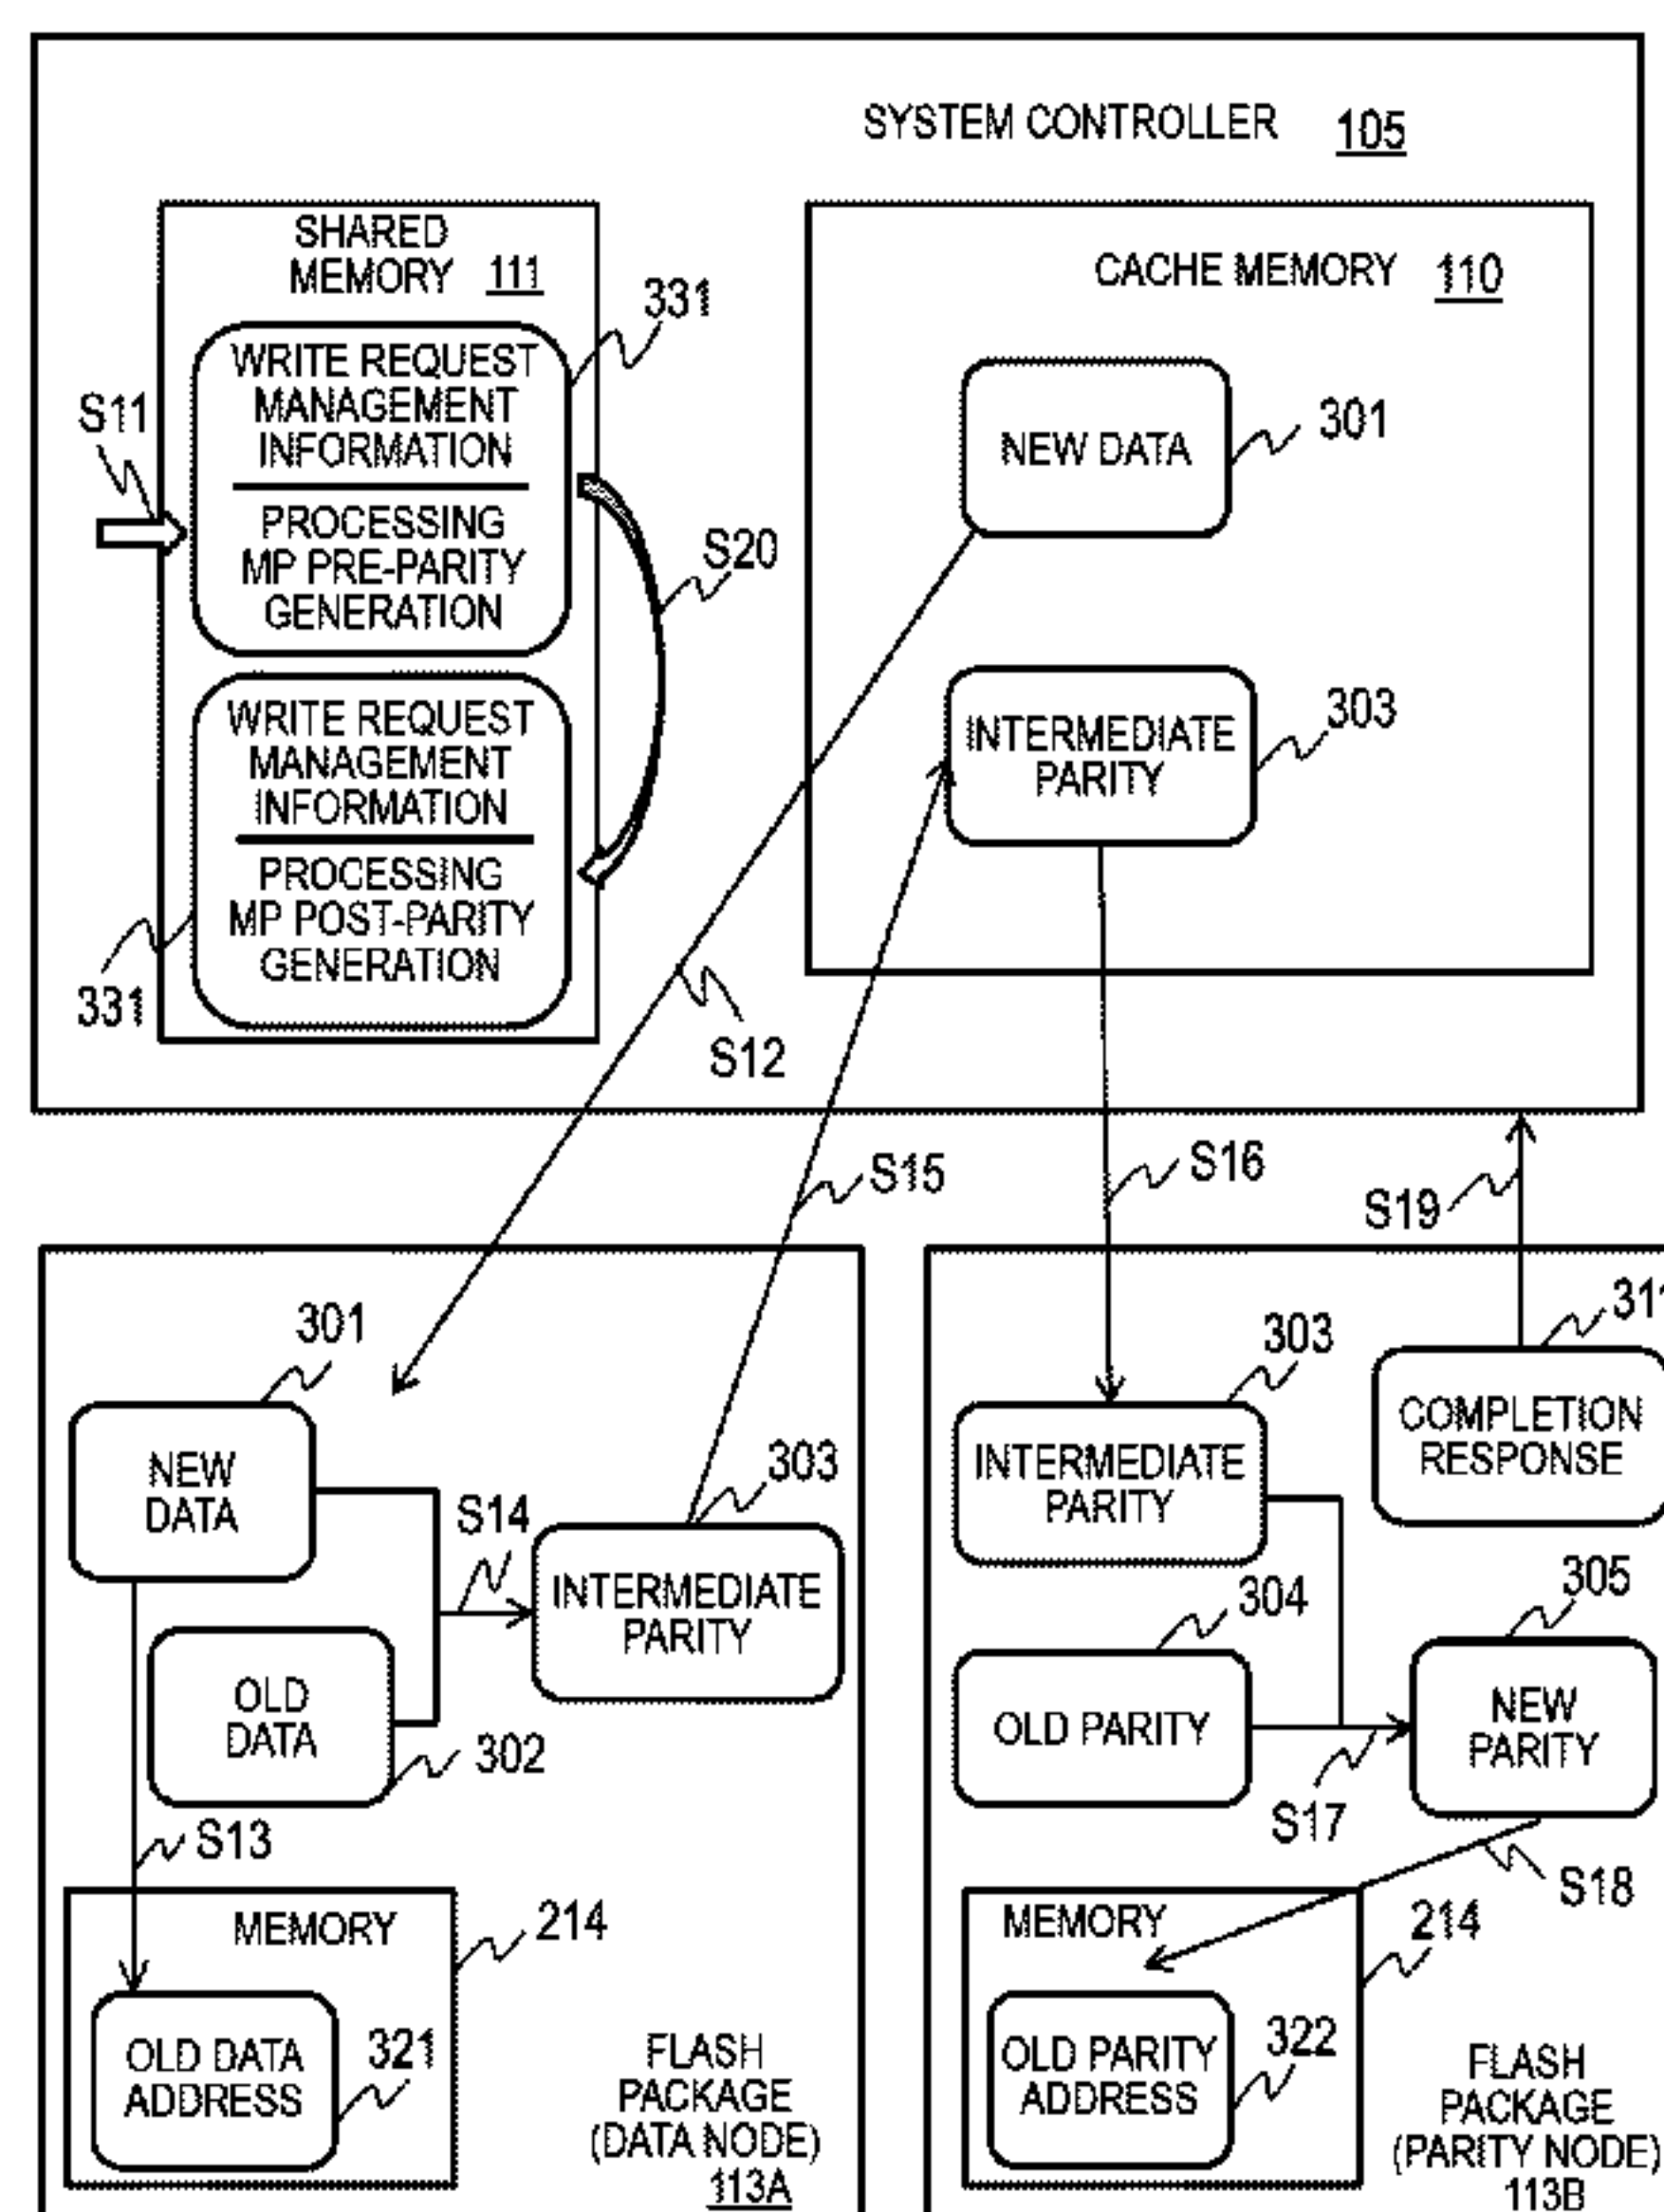 SYSTEM CONTROLLER 105
SHARED
MEMORY 111
331
CACHE MEMORY 110
WRITE REQUEST
MANAGEMENT
INFORMATION
PROCESSING
MP PRE-PARITY
GENERATION
S11
S20
NEW DATA
301
INTERMEDIATE
PARITY
303
WRITE REQUEST
MANAGEMENT
INFORMATION
PROCESSING
MP POST-PARITY
GENERATION
331
S12
S15
S16
S19
301
NEW
DATA
S14
303
INTERMEDIATE
PARITY
OLD
DATA
302
S13
MEMORY
214
OLD DATA
ADDRESS
321
FLASH
PACKAGE
(DATA NODE)
113A
303
INTERMEDIATE
PARITY
COMPLETION
RESPONSE
304
OLD PARITY
305
NEW
PARITY
S17
S18
MEMORY
214
OLD PARITY
ADDRESS
322
FLASH
PACKAGE
(PARITY NODE)
113B